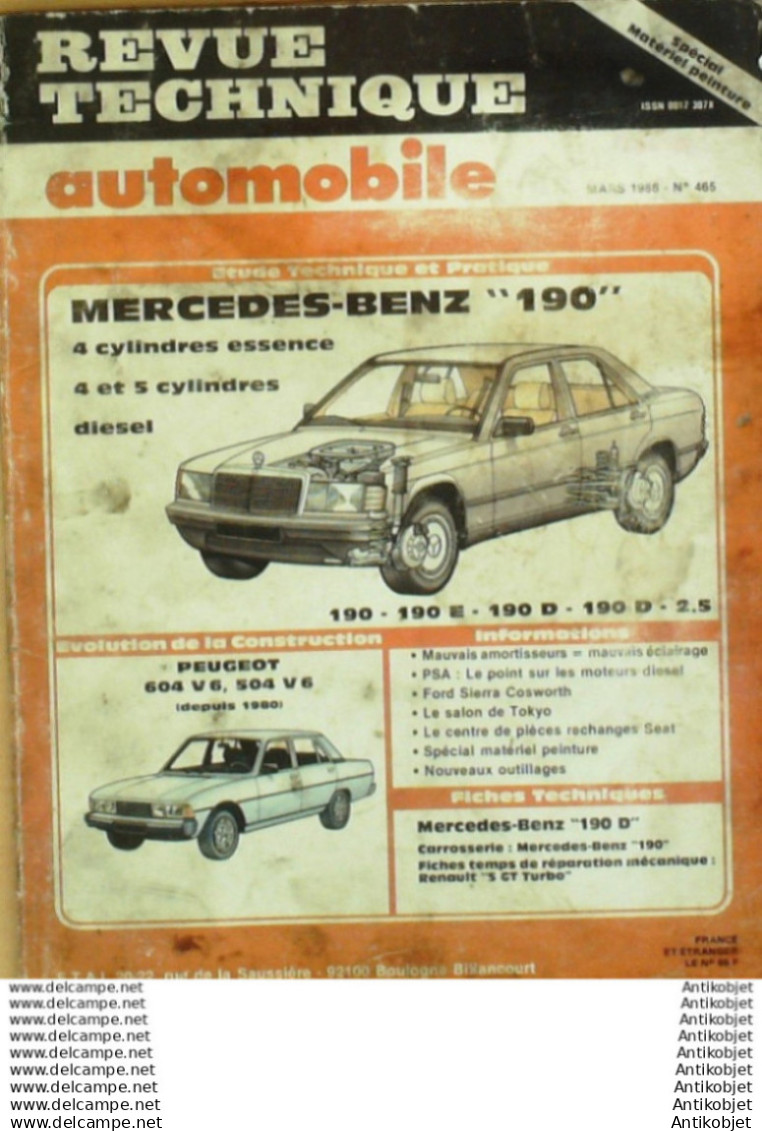 REVUE
TECHNIQUE
Spécial
Matériel peinture
ISSN 0017 307X
automobile
MARS 1986 - N° 465
Etude Technique et Pratique
MERCEDES-BENZ "190"
4 cylindres essence
4 et 5 cylindres
diesel
190 - 190 E - 190 D - 190 D - 2.5
Evolution de la Construction
PEUGEOT
604 V6, 504 V6
(depuis 1980)
Informations
• Mauvais amortisseurs = mauvais éclairage
• PSA : Le point sur les moteurs diesel
• Ford Sierra Cosworth
• Le salon de Tokyo
• Le centre de pièces rechanges Seat
• Spécial matériel peinture
• Nouveaux outillages
Fiches Techniques
Mercedes-Benz "190 D"
Carrosserie : Mercedes-Benz "190"
Fiches temps de réparation mécanique :
Renault "5 GT Turbo"
FRANCE
ET ETRANGER
LE N°
E.T.A.I. 20-22, rue de la Saussière - 92100 Boulogne Billancourt
www.delcampe.net Antikobjet
www.delcampe.net Antikobjet
www.delcampe.net Antikobjet
www.delcampe.net Antikobjet
www.delcampe.net Antikobjet
www.delcampe.net Antikobjet
www.delcampe.net Antikobjet
www.delcampe.net Antikobjet
www.delcampe.net Antikobjet